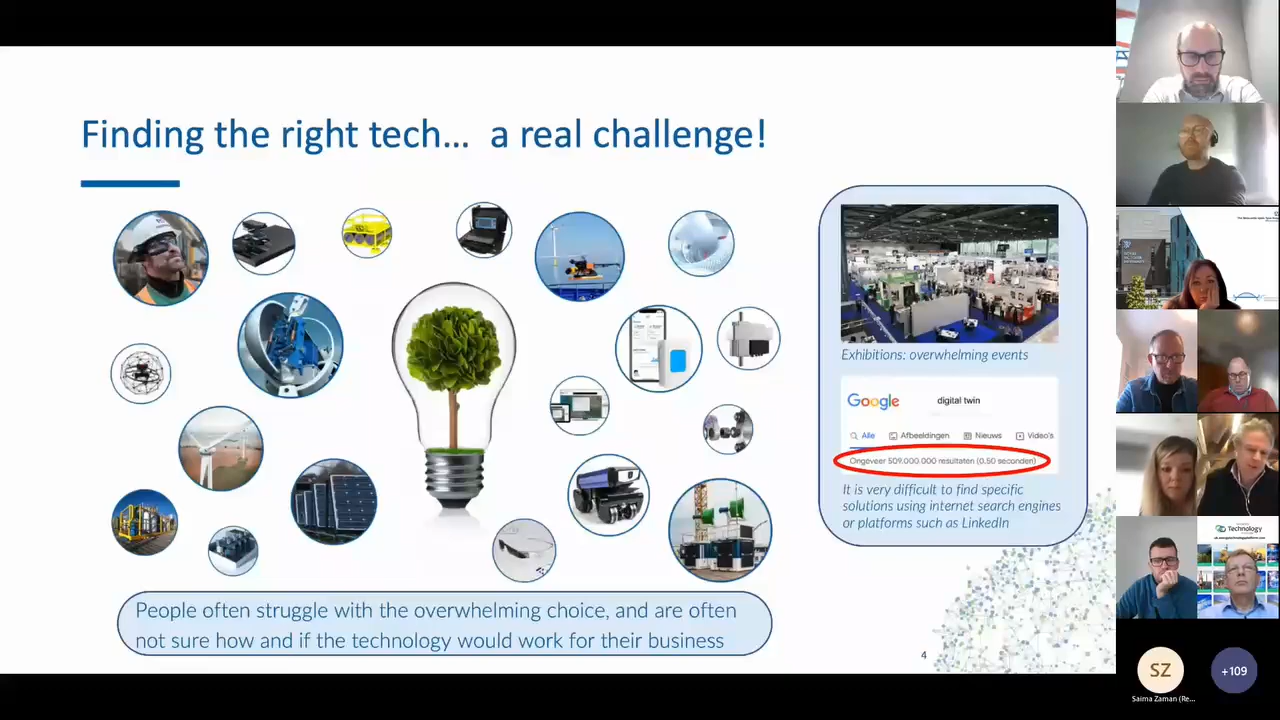 Finding the right tech... a real challenge!
Exhibitions: overwhelming events
Google
digital twin
Alle
Afbeeldingen
Nieuws
Video's
Ongeveer 509.000.000 resultaten (0,50 seconden)
It is very difficult to find specific
solutions using internet search engines
or platforms such as LinkedIn
People often struggle with the overwhelming choice, and are often
not sure how and if the technology would work for their business
4
Technology
SZ
+109
Saima Zaman (Re...